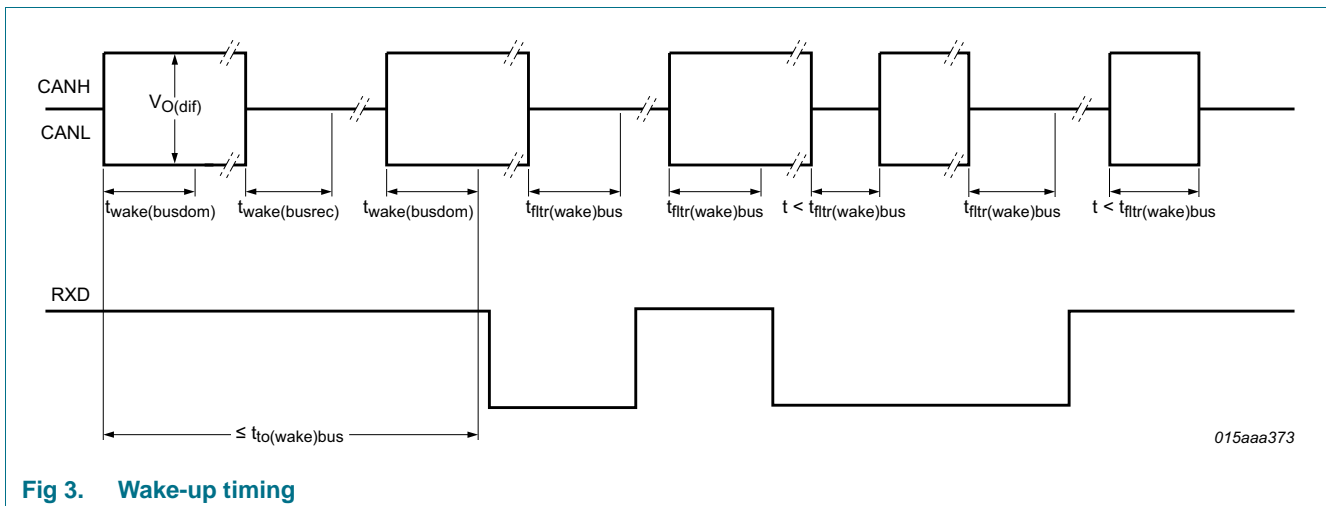 CANH
V_O(dif)
CANL
t_wake(busdom) t_wake(busrec) t_wake(busdom) t_fltr(wake)bus t_fltr(wake)bus t < t_fltr(wake)bus t_fltr(wake)bus t < t_fltr(wake)bus
RXD
≤ t_to(wake)bus
015aaa373
Fig 3. Wake-up timing